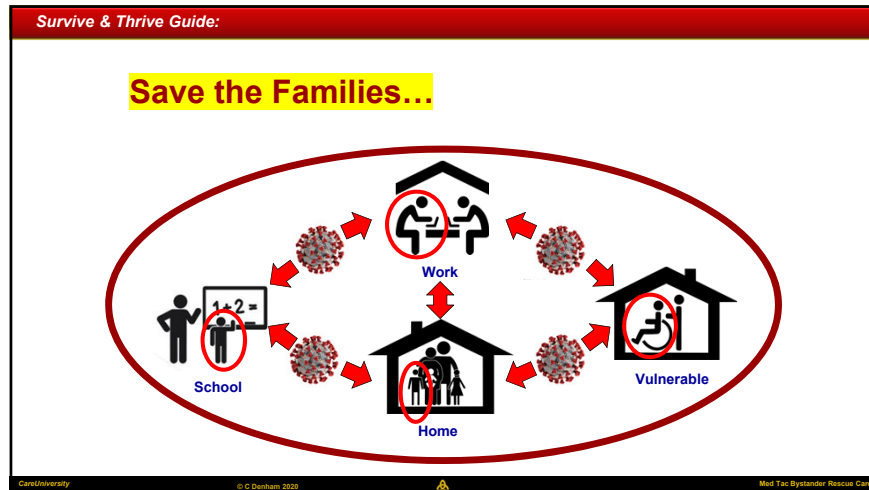 Survive & Thrive Guide:
Save the Families…
Work
1+2=
School
Vulnerable
Home
CareUniversity
© C Denham 2020
Med Tac Bystander Rescue Care